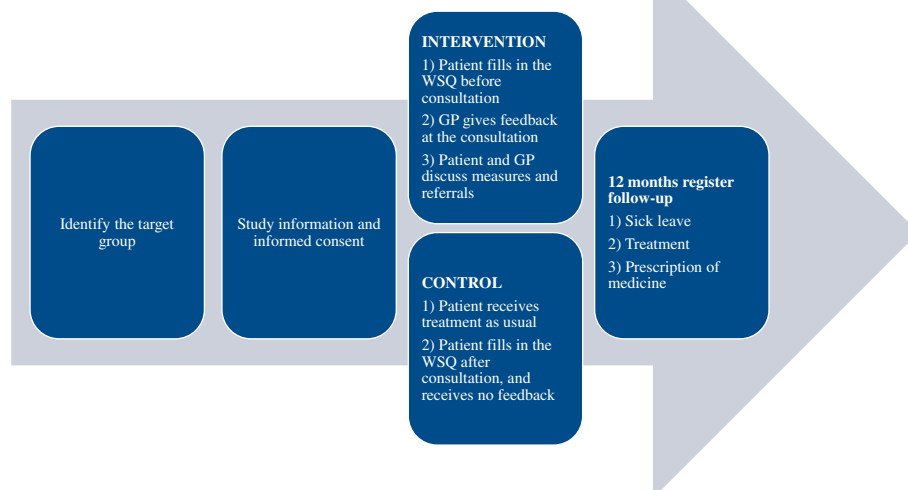 Identify the target
group
Study information and
informed consent
INTERVENTION
1) Patient fills in the
WSQ before
consultation
2) GP gives feedback
at the consultation
3) Patient and GP
discuss measures and
referrals
CONTROL
1) Patient receives
treatment as usual
2) Patient fills in the
WSQ after
consultation, and
receives no feedback
12 months register
follow-up
1) Sick leave
2) Treatment
3) Prescription of
medicine